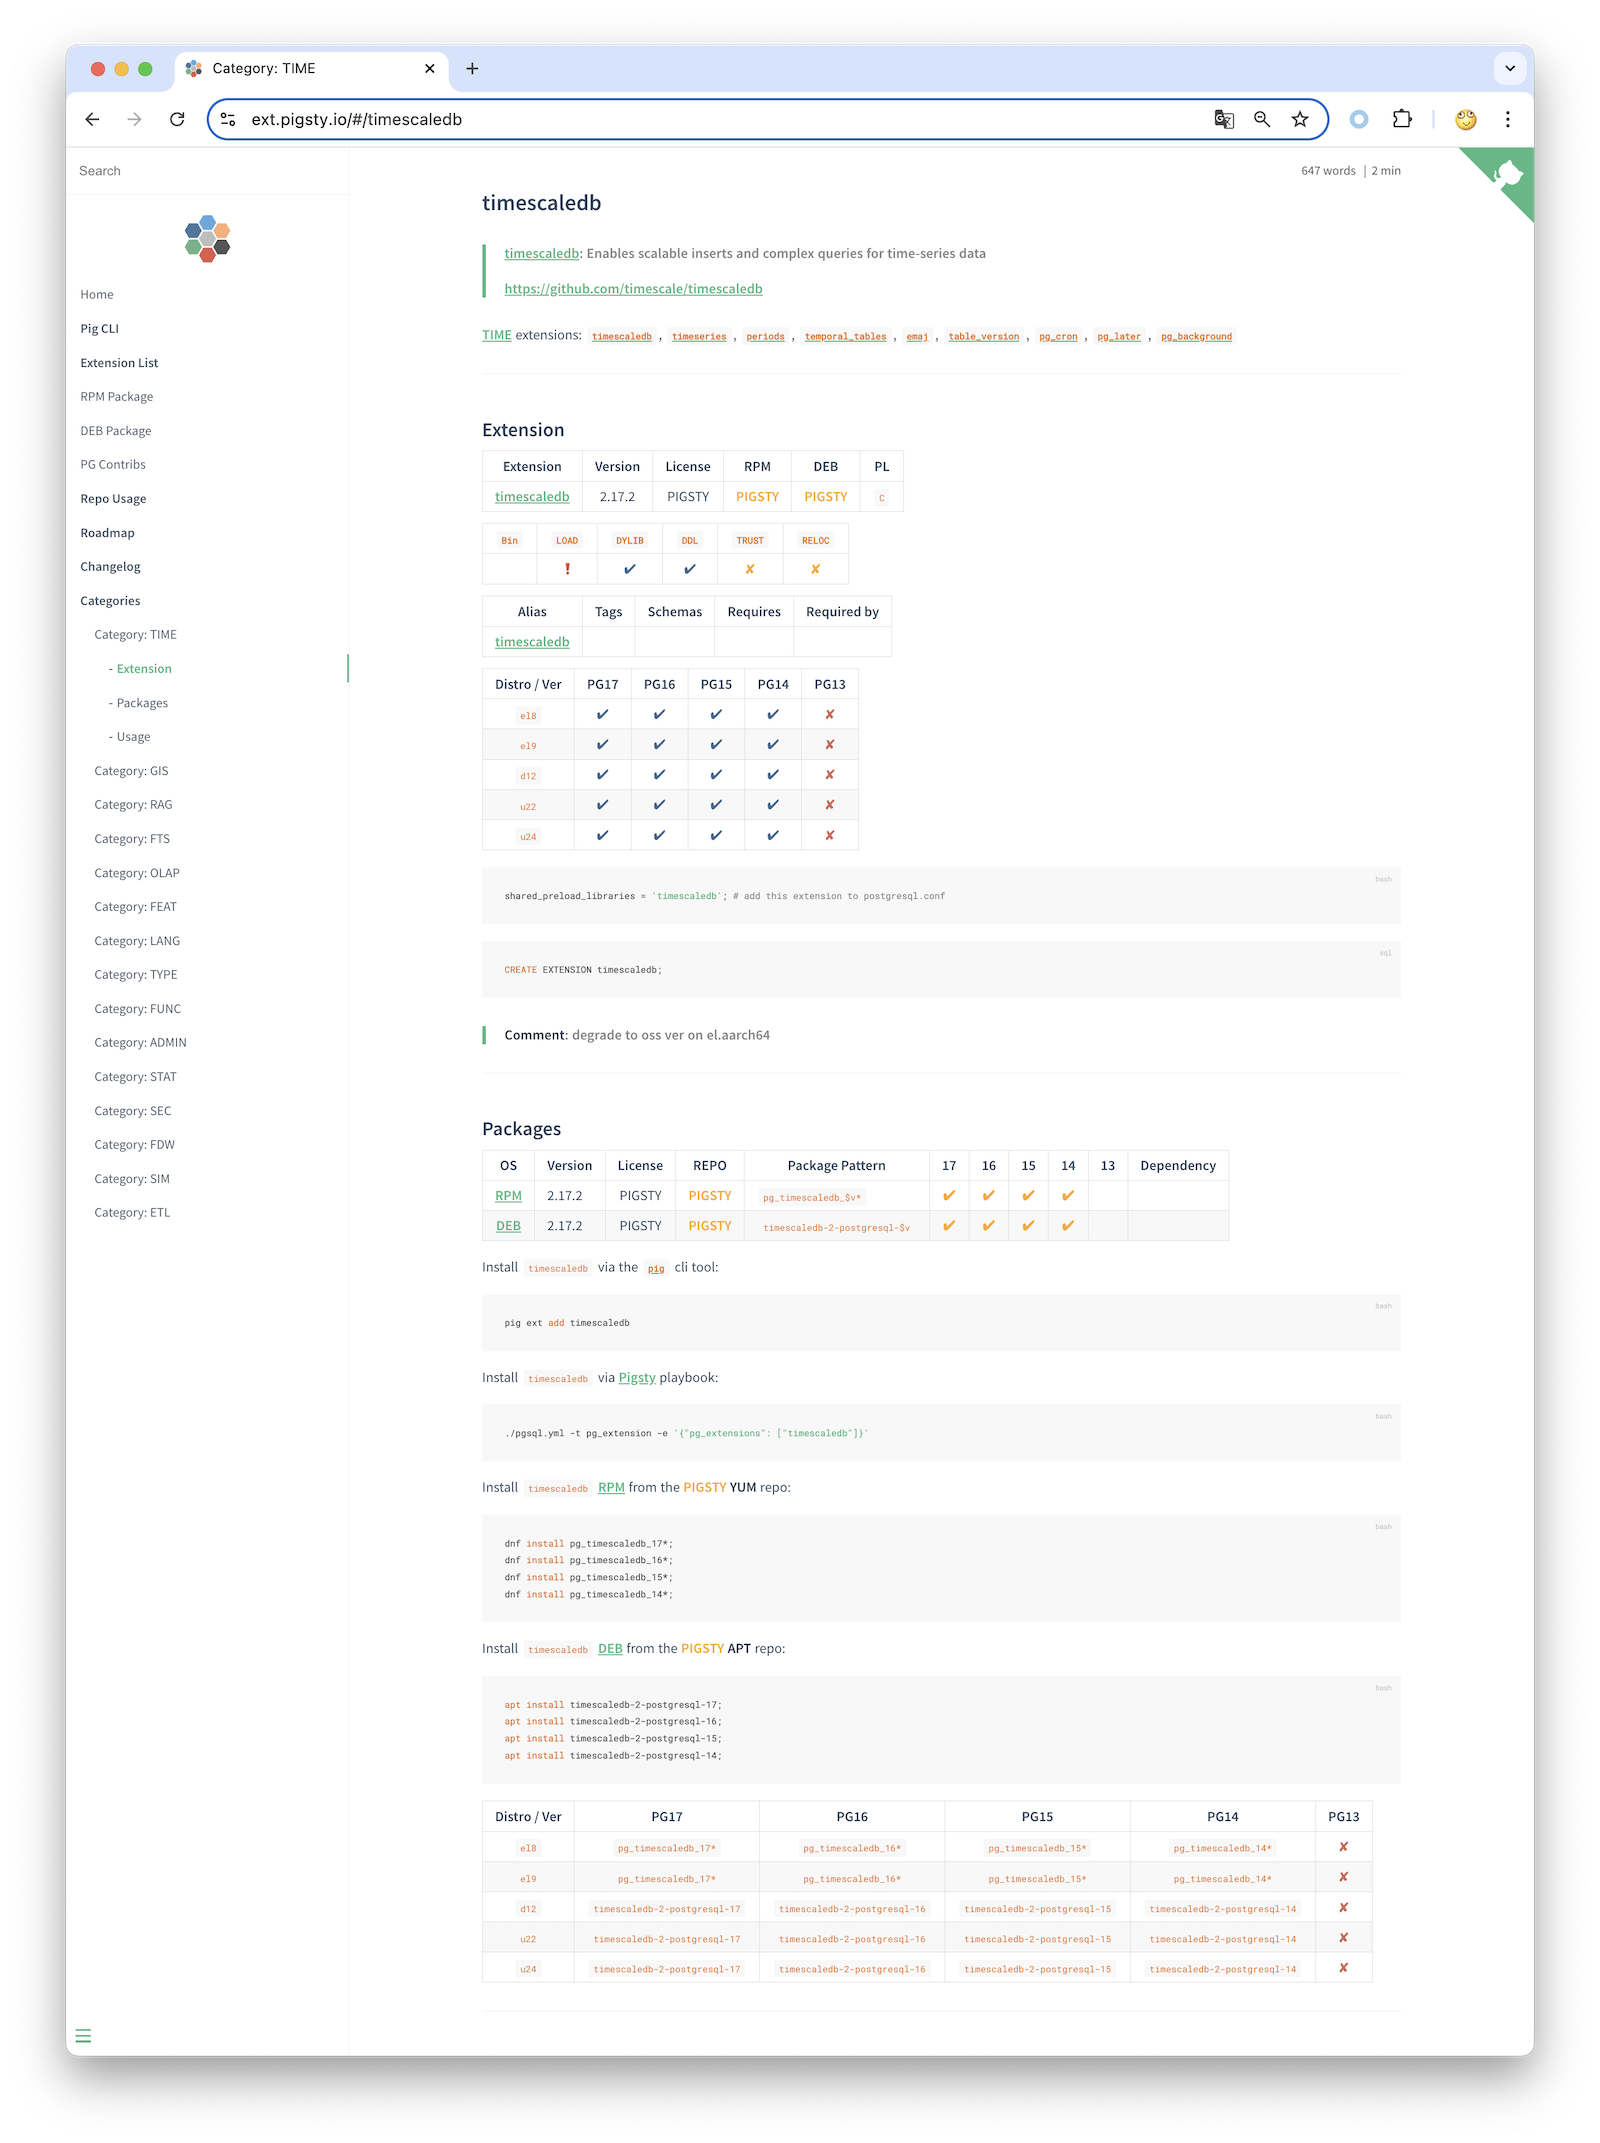 Category: TIME
ext.pigsty.io/#/timescaledb
Search
Home
Pig CLI
Extension List
RPM Package
DEB Package
PG Contribs
Repo Usage
Roadmap
Changelog
Categories
Category: TIME
- Extension
- Packages
- Usage
Category: GIS
Category: RAG
Category: FTS
Category: OLAP
Category: FEAT
Category: LANG
Category: TYPE
Category: FUNC
Category: ADMIN
Category: STAT
Category: SEC
Category: FDW
Category: SIM
Category: ETL
647 words | 2 min
timescaledb
timescaledb: Enables scalable inserts and complex queries for time-series data
https://github.com/timescale/timescaledb
TIME extensions: timescaledb , timeseries , periods , temporal_tables , emaj , table_version , pg_cron , pg_later , pg_background
Extension
Extension Version License RPM DEB PL
timescaledb 2.17.2 PIGSTY PIGSTY PIGSTY C
Bin LOAD DYLIB DDL TRUST RELOC
❗ ✔ ✔ ✘ ✘
Alias Tags Schemas Requires Required by
timescaledb
Distro / Ver PG17 PG16 PG15 PG14 PG13
el8 ✔ ✔ ✔ ✔ ✘
el9 ✔ ✔ ✔ ✔ ✘
d12 ✔ ✔ ✔ ✔ ✘
u22 ✔ ✔ ✔ ✔ ✘
u24 ✔ ✔ ✔ ✔ ✘
bash
shared_preload_libraries = 'timescaledb'; # add this extension to postgresql.conf
sql
CREATE EXTENSION timescaledb;
Comment: degrade to oss ver on el.aarch64
Packages
OS Version License REPO Package Pattern 17 16 15 14 13 Dependency
RPM 2.17.2 PIGSTY PIGSTY pg_timescaledb_$v* ✔ ✔ ✔ ✔
DEB 2.17.2 PIGSTY PIGSTY timescaledb-2-postgresql-$v ✔ ✔ ✔ ✔
Install timescaledb via the pig cli tool:
bash
pig ext add timescaledb
Install timescaledb via Pigsty playbook:
bash
./pgsql.yml -t pg_extension -e '{"pg_extensions": ["timescaledb"]}'
Install timescaledb RPM from the PIGSTY YUM repo:
bash
dnf install pg_timescaledb_17*;
dnf install pg_timescaledb_16*;
dnf install pg_timescaledb_15*;
dnf install pg_timescaledb_14*;
Install timescaledb DEB from the PIGSTY APT repo:
bash
apt install timescaledb-2-postgresql-17;
apt install timescaledb-2-postgresql-16;
apt install timescaledb-2-postgresql-15;
apt install timescaledb-2-postgresql-14;
Distro / Ver PG17 PG16 PG15 PG14 PG13
el8 pg_timescaledb_17* pg_timescaledb_16* pg_timescaledb_15* pg_timescaledb_14* ✘
el9 pg_timescaledb_17* pg_timescaledb_16* pg_timescaledb_15* pg_timescaledb_14* ✘
d12 timescaledb-2-postgresql-17 timescaledb-2-postgresql-16 timescaledb-2-postgresql-15 timescaledb-2-postgresql-14 ✘
u22 timescaledb-2-postgresql-17 timescaledb-2-postgresql-16 timescaledb-2-postgresql-15 timescaledb-2-postgresql-14 ✘
u24 timescaledb-2-postgresql-17 timescaledb-2-postgresql-16 timescaledb-2-postgresql-15 timescaledb-2-postgresql-14 ✘